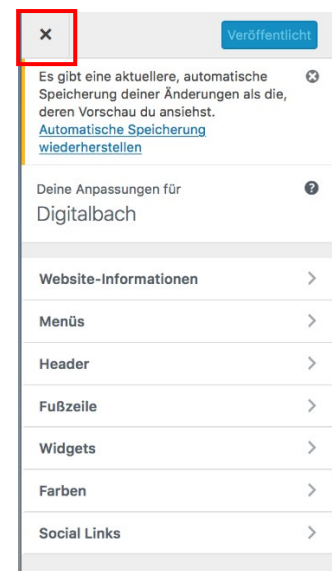 Veröffentlicht
Es gibt eine aktuellere, automatische
Speicherung deiner Änderungen als die,
deren Vorschau du ansiehst.
Automatische Speicherung
wiederherstellen
Deine Anpassungen für
Digitalbach
Website-Informationen
Menüs
Header
Fußzeile
Widgets
Farben
Social Links